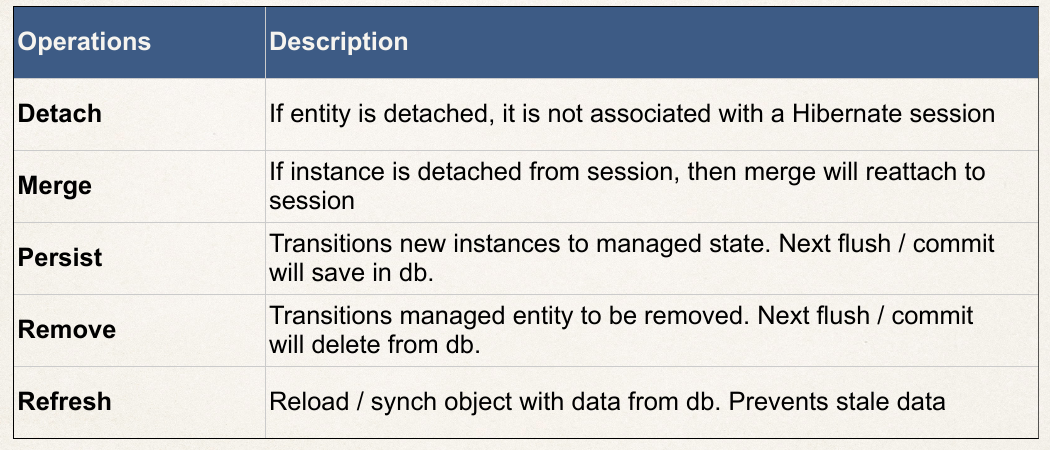 Operations
Description
Detach
If entity is detached, it is not associated with a Hibernate session
Merge
If instance is detached from session, then merge will reattach to
session
Persist
Transitions new instances to managed state. Next flush / commit
will save in db.
Remove
Transitions managed entity to be removed. Next flush / commit
will delete from db.
Refresh
Reload / synch object with data from db. Prevents stale data